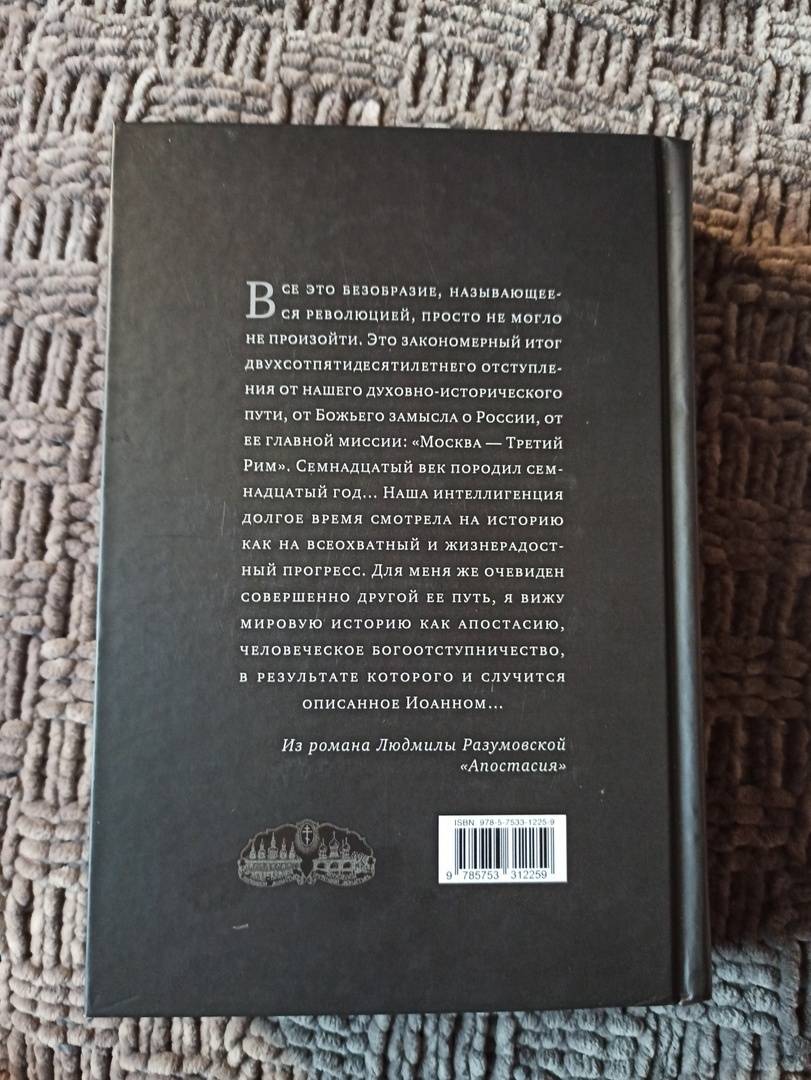 Все это безобразие, называющее-
ся революцией, просто не могло
не произойти. Это закономерный итог
двухсотпятидесятилетнего отступле-
ния от нашего духовно-исторического
пути, от Божьего замысла о России, от
ее главной миссии: «Москва — Третий
Рим». Семнадцатый век породил сем-
надцатый год... Наша интеллигенция
долгое время смотрела на историю
как на всеохватный и жизнерадост-
ный прогресс. Для меня же очевиден
совершенно другой ее путь, я вижу
мировую историю как апостасию,
человеческое богоотступничество,
в результате которого и случится
описанное Иоанном...
Из романа Людмилы Разумовской
«Апостасия»
ISBN 978-5-7533-1225-9
9 785753 312259